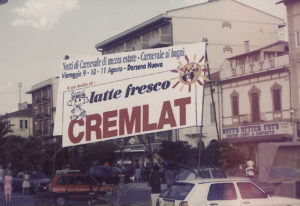 Notti di Carnevale di mezza estate - Carnevale ai bagni
Viareggio 9 - 10 - 11 Agosto - Darsena Nuova
latte fresco
CREMLAT
FOTO